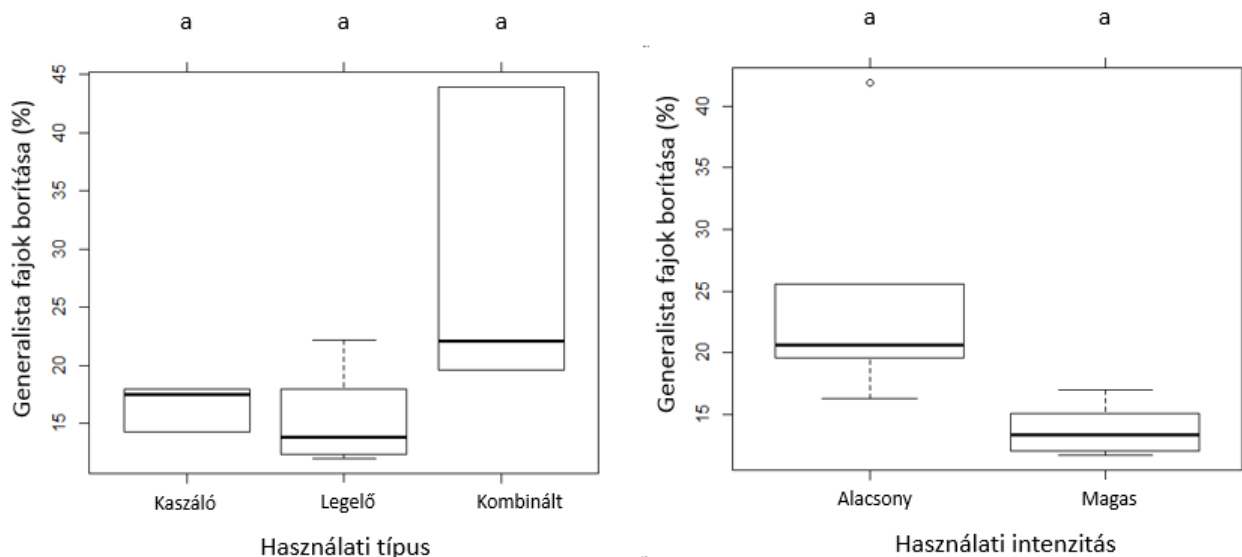 a a a
Generalista fajok borítása (%)
45
40
35
30
25
20
15
Kaszáló Legelő Kombinált
Használati típus
a a
Generalista fajok borítása (%)
40
35
30
25
20
15
Alacsony Magas
Használati intenzitás